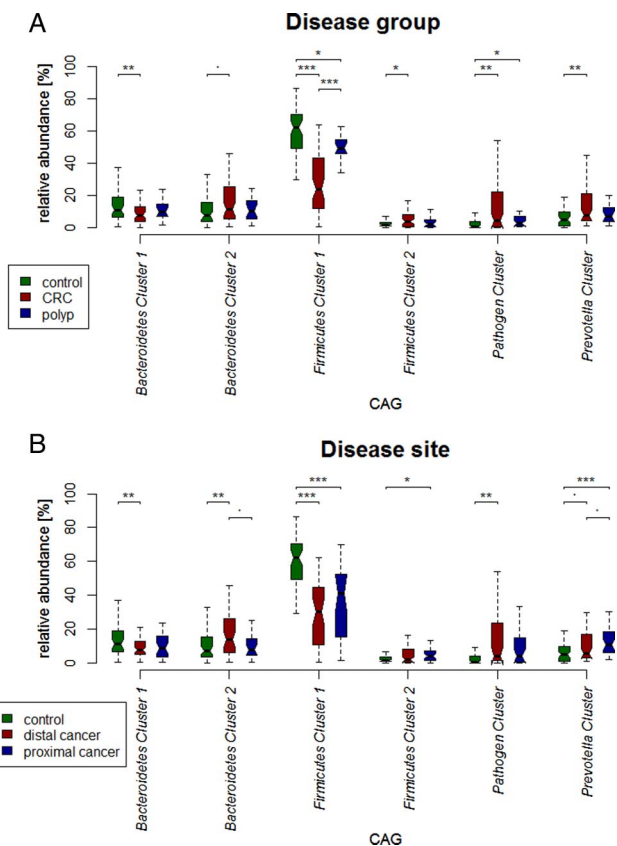 A
Disease group
relative abundance [%]
100
80
60
40
20
0
**
.
*
***
***
*
*
**
**
control
CRC
polyp
Bacteroidetes Cluster 1
Bacteroidetes Cluster 2
Firmicutes Cluster 1
Firmicutes Cluster 2
Pathogen Cluster
Prevotella Cluster
CAG
B
Disease site
relative abundance [%]
100
80
60
40
20
0
**
**
.
***
***
*
**
***
.
.
control
distal cancer
proximal cancer
Bacteroidetes Cluster 1
Bacteroidetes Cluster 2
Firmicutes Cluster 1
Firmicutes Cluster 2
Pathogen Cluster
Prevotella Cluster
CAG